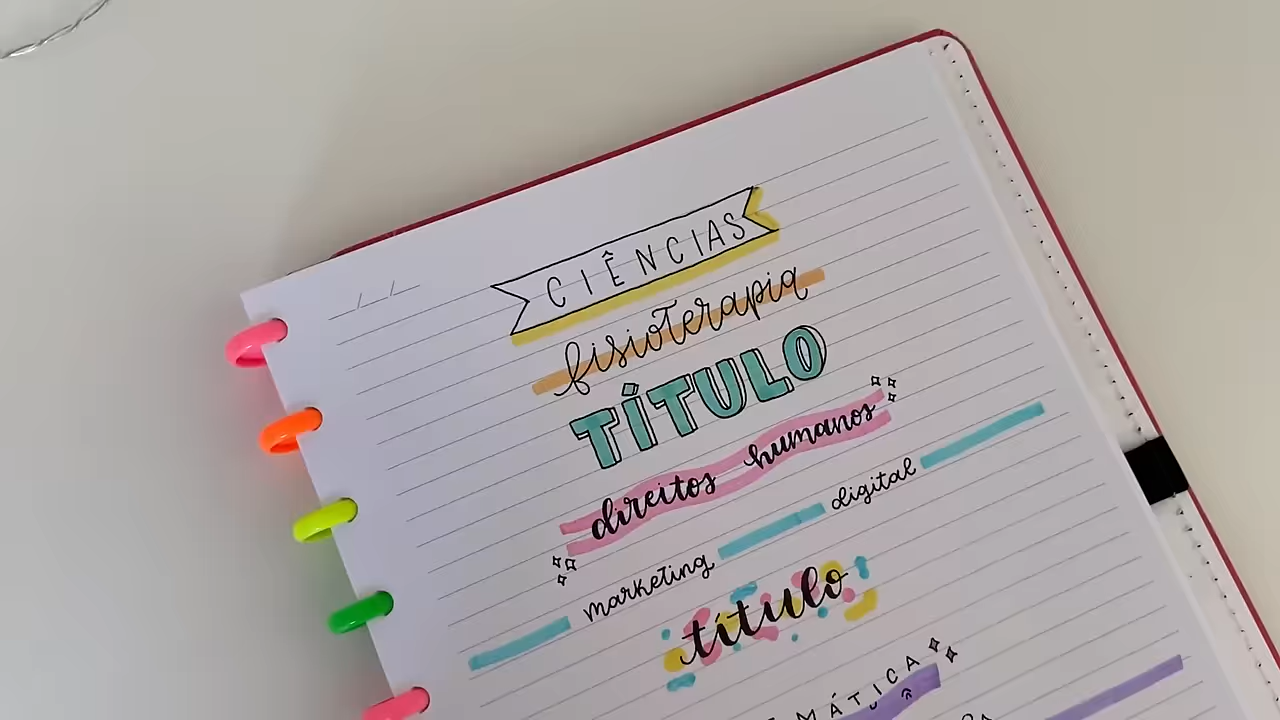 CIÊNCIAS
fisioterapia
TÍTULO
direitos humanos
marketing digital
título